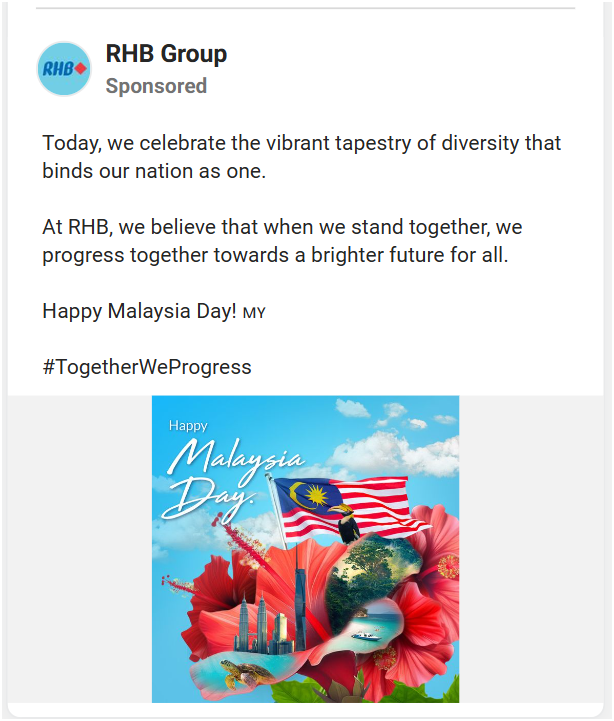 RHB Group
RHB
Sponsored
Today, we celebrate the vibrant tapestry of diversity that
binds our nation as one.
At RHB, we believe that when we stand together, we
progress together towards a brighter future for all.
Happy Malaysia Day! MY
#TogetherWeProgress
Happy
Malaysia
Day.